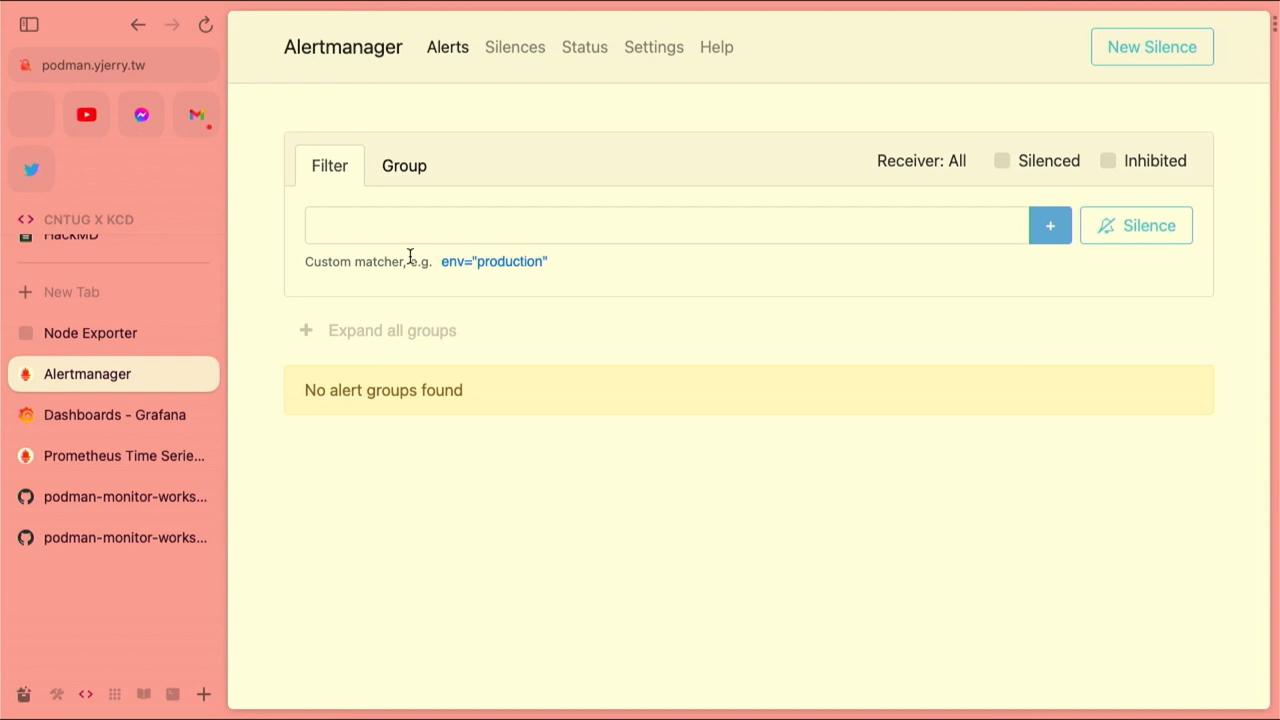 podman.yjerry.tw
CNTUG X KCD
HackMD
New Tab
Node Exporter
Alertmanager
Dashboards - Grafana
Prometheus Time Serie...
podman-monitor-works...
podman-monitor-works...
Alertmanager Alerts Silences Status Settings Help New Silence
Filter Group Receiver: All Silenced Inhibited
+ Silence
Custom matcher, e.g. env="production"
Expand all groups
No alert groups found